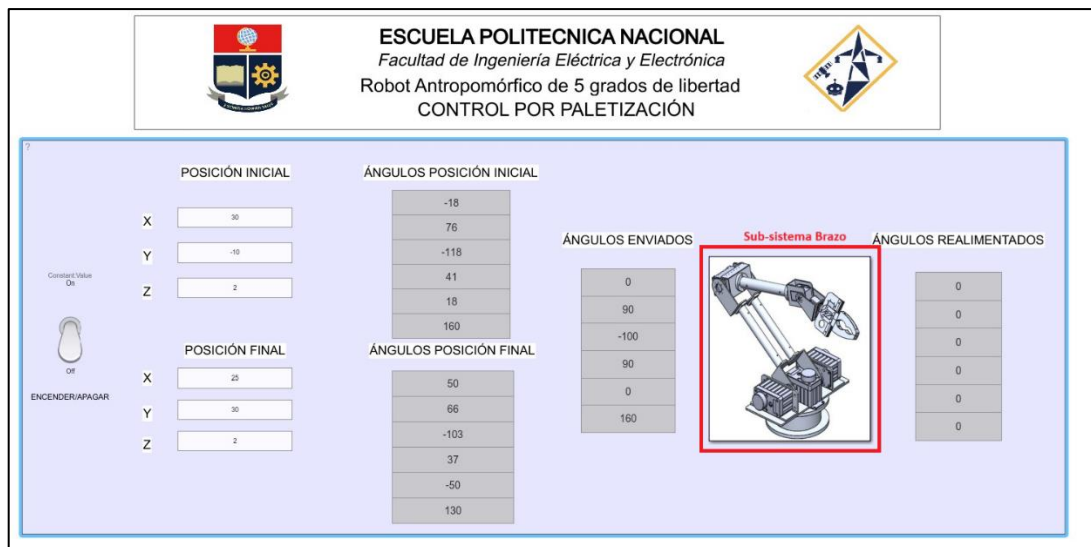 ESCUELA POLITECNICA NACIONAL
Facultad de Ingeniería Eléctrica y Electrónica
Robot Antropomórfico de 5 grados de libertad
CONTROL POR PALETIZACIÓN
?
POSICIÓN INICIAL
X
30
Y
-10
Z
2
Constant Value
On
Off
ENCENDER/APAGAR
POSICIÓN FINAL
X
25
Y
30
Z
2
ÁNGULOS POSICIÓN INICIAL
-18
76
-118
41
18
160
ÁNGULOS POSICIÓN FINAL
50
66
-103
37
-50
130
ÁNGULOS ENVIADOS
0
90
-100
90
0
160
Sub-sistema Brazo
ÁNGULOS REALIMENTADOS
0
0
0
0
0
0